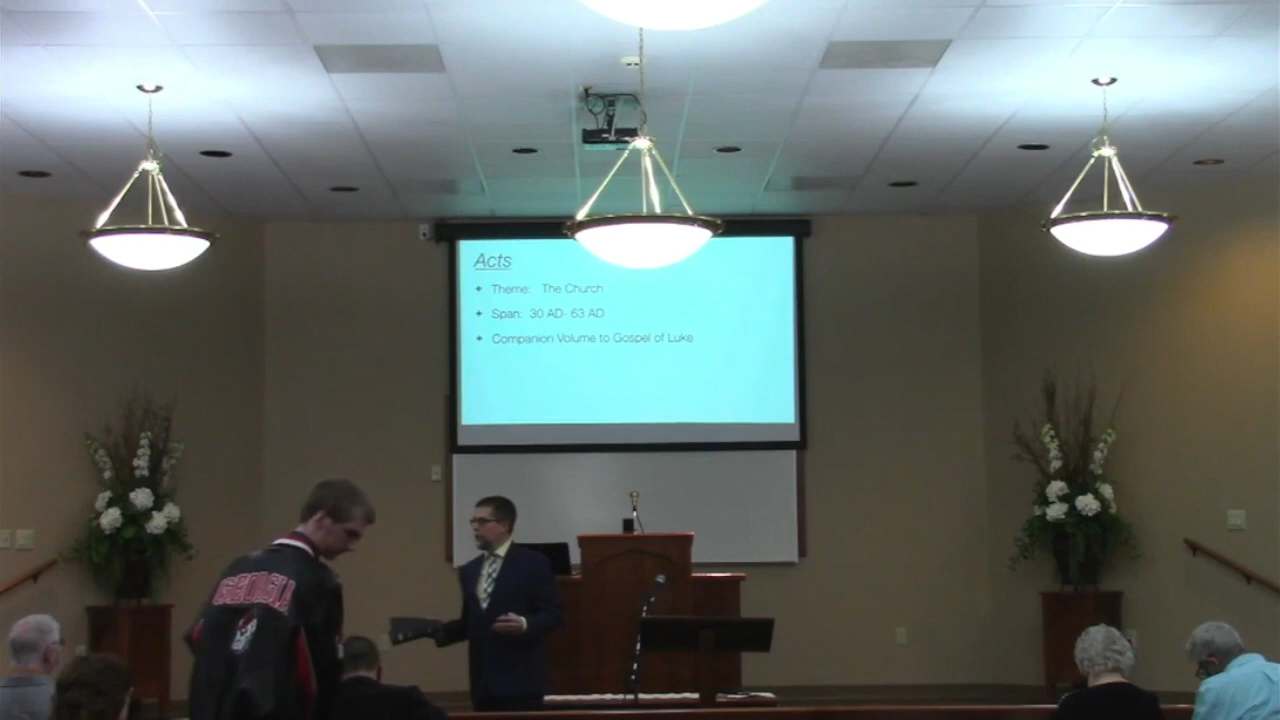 Acts
Theme: The Church
Span: 30 AD- 63 AD
Companion Volume to Gospel of Luke
GEORGIA